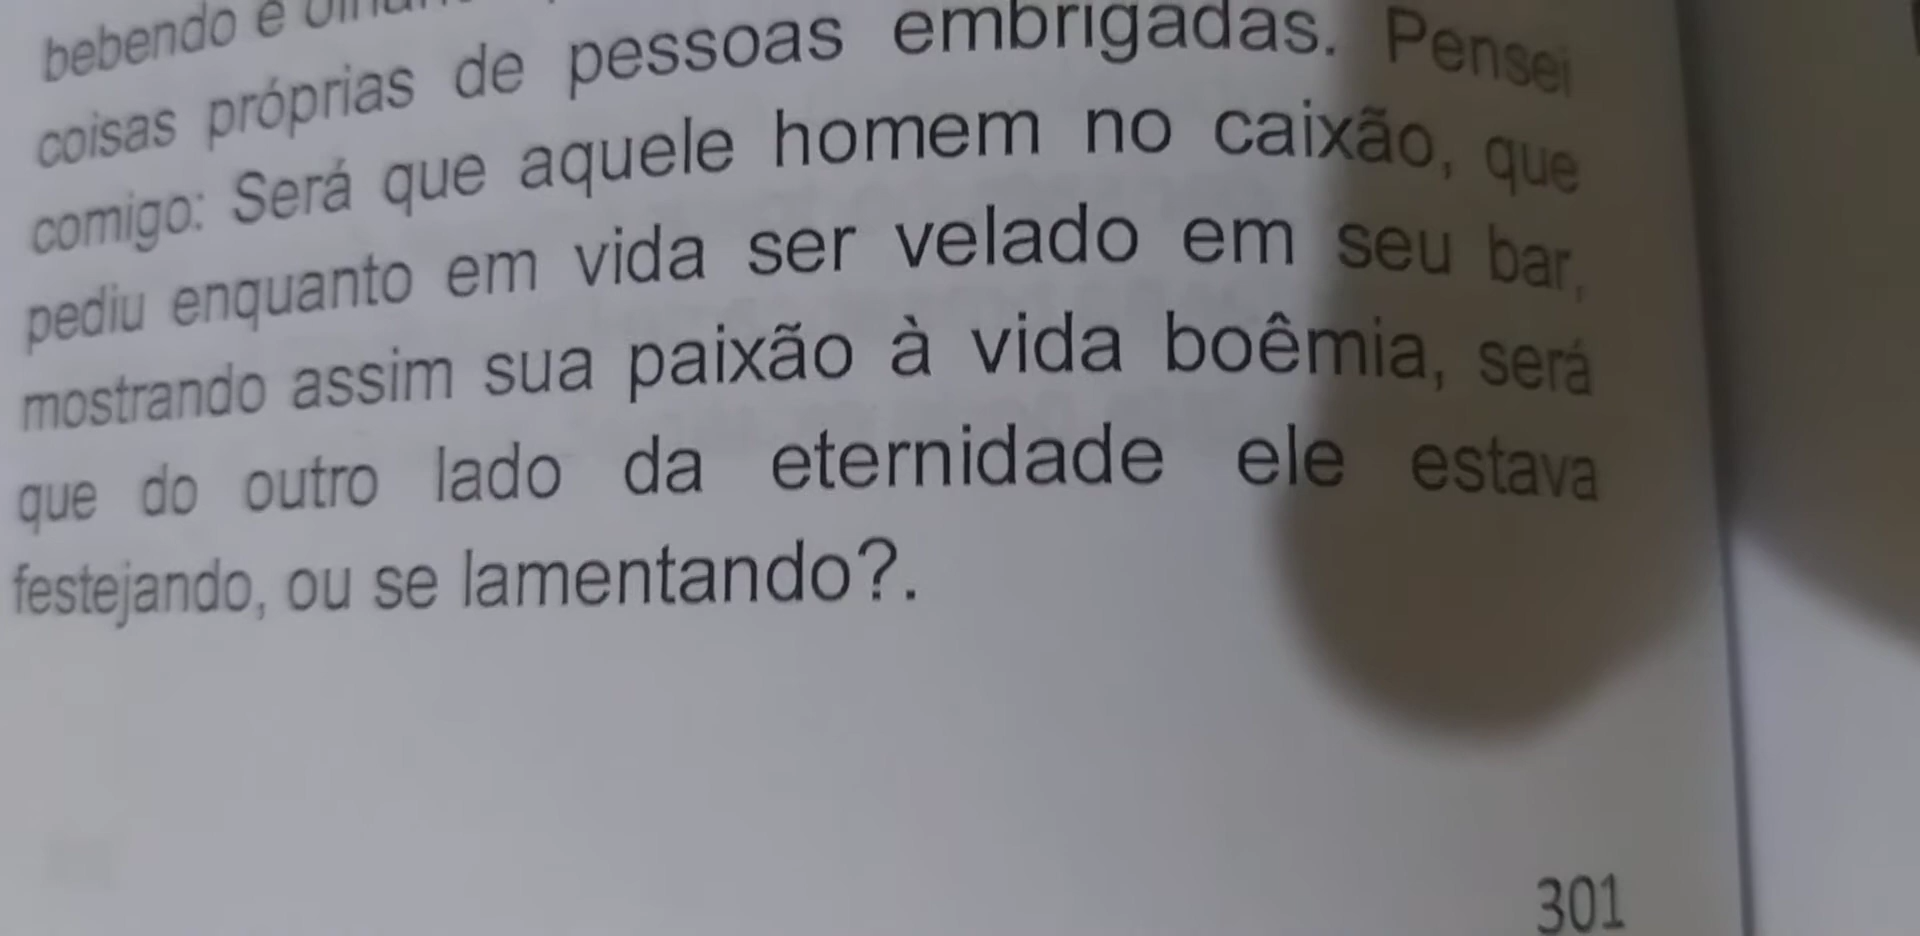 bebendo e
coisas próprias de pessoas embrigadas. Pensei
comigo: Será que aquele homem no caixão, que
pediu enquanto em vida ser velado em seu bar,
mostrando assim sua paixão à vida boêmia, será
que do outro lado da eternidade ele estava
festejando, ou se lamentando?.
301